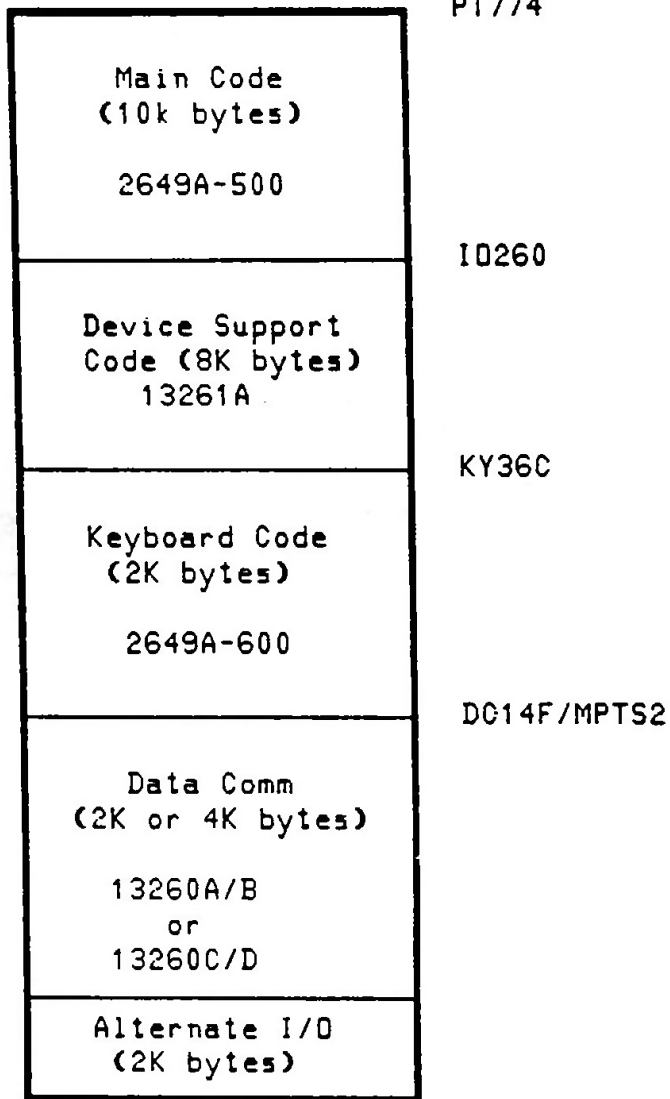 PT774
Main Code
(10k bytes)
2649A-500
IO260
Device Support
Code (8K bytes)
13261A
KY36C
Keyboard Code
(2K bytes)
2649A-600
DC14F/MPTS2
Data Comm
(2K or 4K bytes)
13260A/B
or
13260C/D
Alternate I/O
(2K bytes)